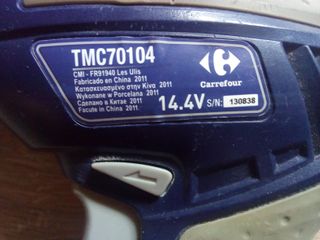 TMC70104
CMI - FR91940 Les Ulis
Fabricado en China 2011
Κατασκευασμένο στην Κίνα 2011
Wykonane w Porcelana 2011
Сделано в Китае 2011
Facute in China 2011
Carrefour
14.4V S/N: 130838